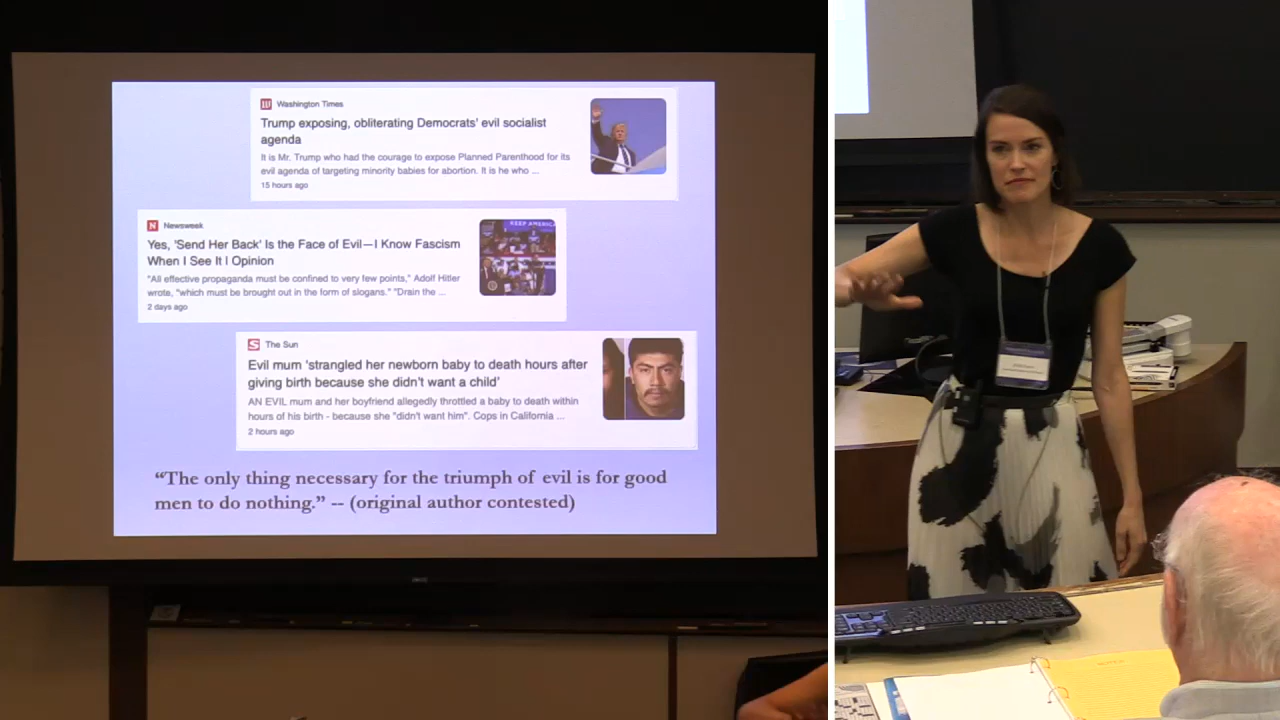 Washington Times
Trump exposing, obliterating Democrats' evil socialist
agenda
It is Mr. Trump who had the courage to expose Planned Parenthood for its
evil agenda of targeting minority babies for abortion. It is he who ...
15 hours ago
KEEP AMERICA
N Newsweek
Yes, 'Send Her Back' Is the Face of Evil—I Know Fascism
When I See It | Opinion
"All effective propaganda must be confined to very few points," Adolf Hitler
wrote, "which must be brought out in the form of slogans." "Drain the ...
2 days ago
S The Sun
Evil mum 'strangled her newborn baby to death hours after
giving birth because she didn't want a child'
AN EVIL mum and her boyfriend allegedly throttled a baby to death within
hours of his birth - because she "didn't want him". Cops in California ...
2 hours ago
“The only thing necessary for the triumph of evil is for good
men to do nothing.” -- (original author contested)